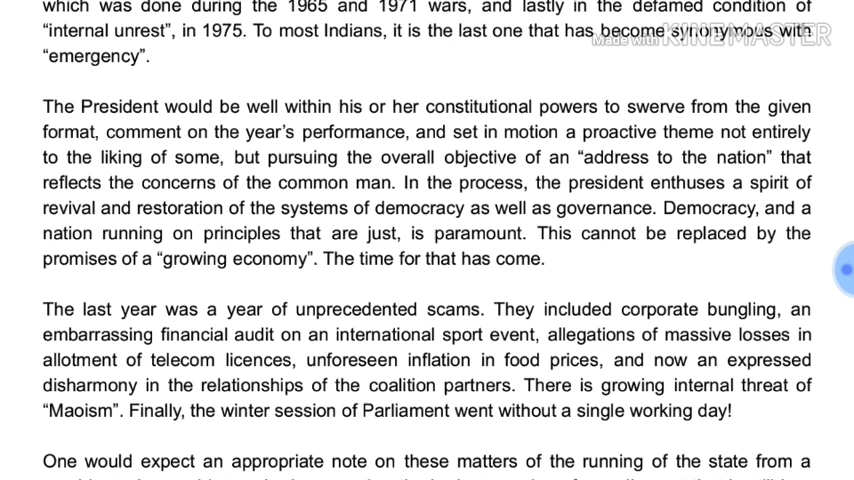 which was done during the 1965 and 1971 wars, and lastly in the defamed condition of
“internal unrest”, in 1975. To most Indians, it is the last one that has become synonymous with
Made with KINEMASTER
“emergency”.
The President would be well within his or her constitutional powers to swerve from the given
format, comment on the year’s performance, and set in motion a proactive theme not entirely
to the liking of some, but pursuing the overall objective of an “address to the nation” that
reflects the concerns of the common man. In the process, the president enthuses a spirit of
revival and restoration of the systems of democracy as well as governance. Democracy, and a
nation running on principles that are just, is paramount. This cannot be replaced by the
promises of a “growing economy”. The time for that has come.
The last year was a year of unprecedented scams. They included corporate bungling, an
embarrassing financial audit on an international sport event, allegations of massive losses in
allotment of telecom licences, unforeseen inflation in food prices, and now an expressed
disharmony in the relationships of the coalition partners. There is growing internal threat of
“Maoism”. Finally, the winter session of Parliament went without a single working day!
One would expect an appropriate note on these matters of the running of the state from a